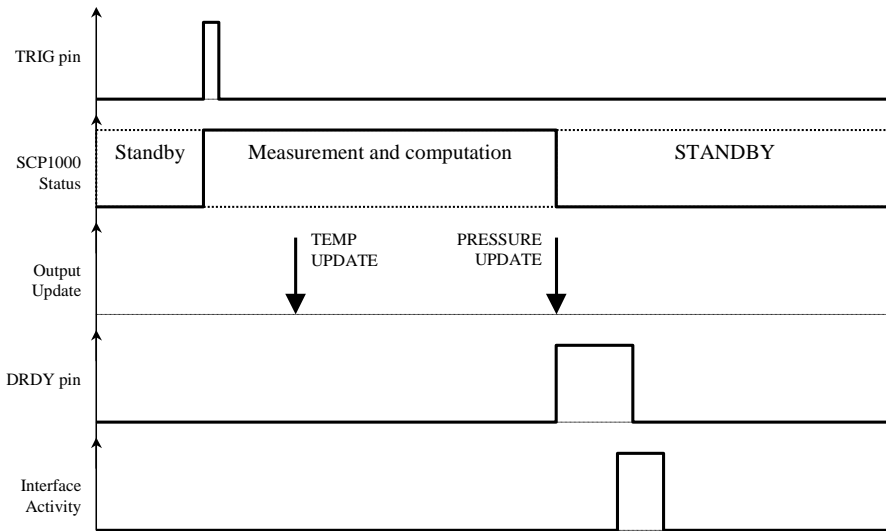 TRIG pin
Standby
Measurement and computation
STANDBY
SCP1000
Status
TEMP
UPDATE
PRESSURE
UPDATE
Output
Update
DRDY pin
Interface
Activity